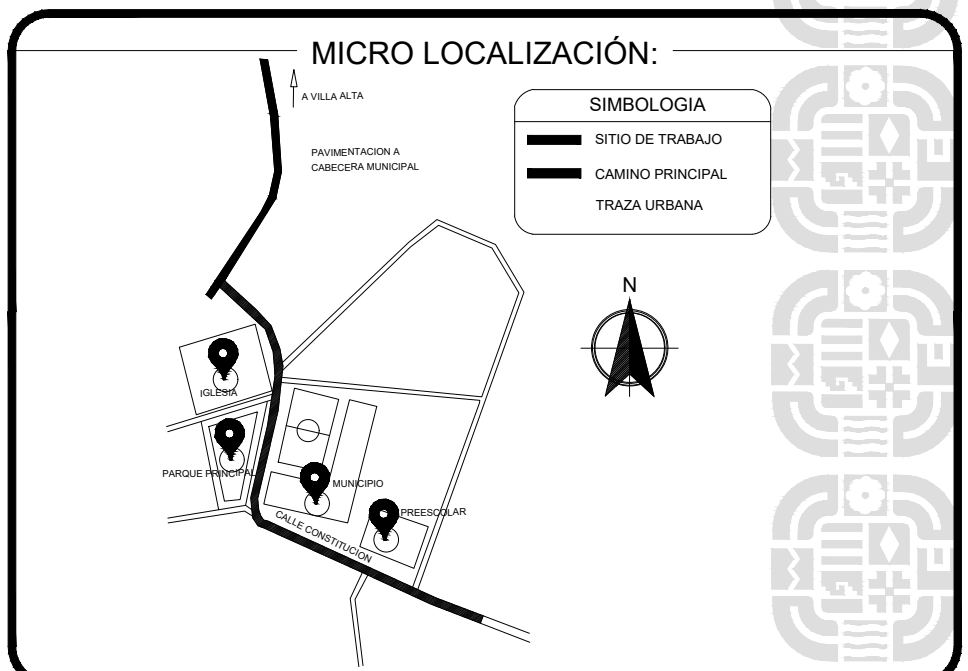 MICRO LOCALIZACIÓN:
A VILLA ALTA
PAVIMENTACION A
CABECERA MUNICIPAL
SIMBOLOGIA
SITIO DE TRABAJO
CAMINO PRINCIPAL
TRAZA URBANA
N
IGLESIA
PARQUE PRINCIPAL
MUNICIPIO
PREESCOLAR
CALLE CONSTITUCION